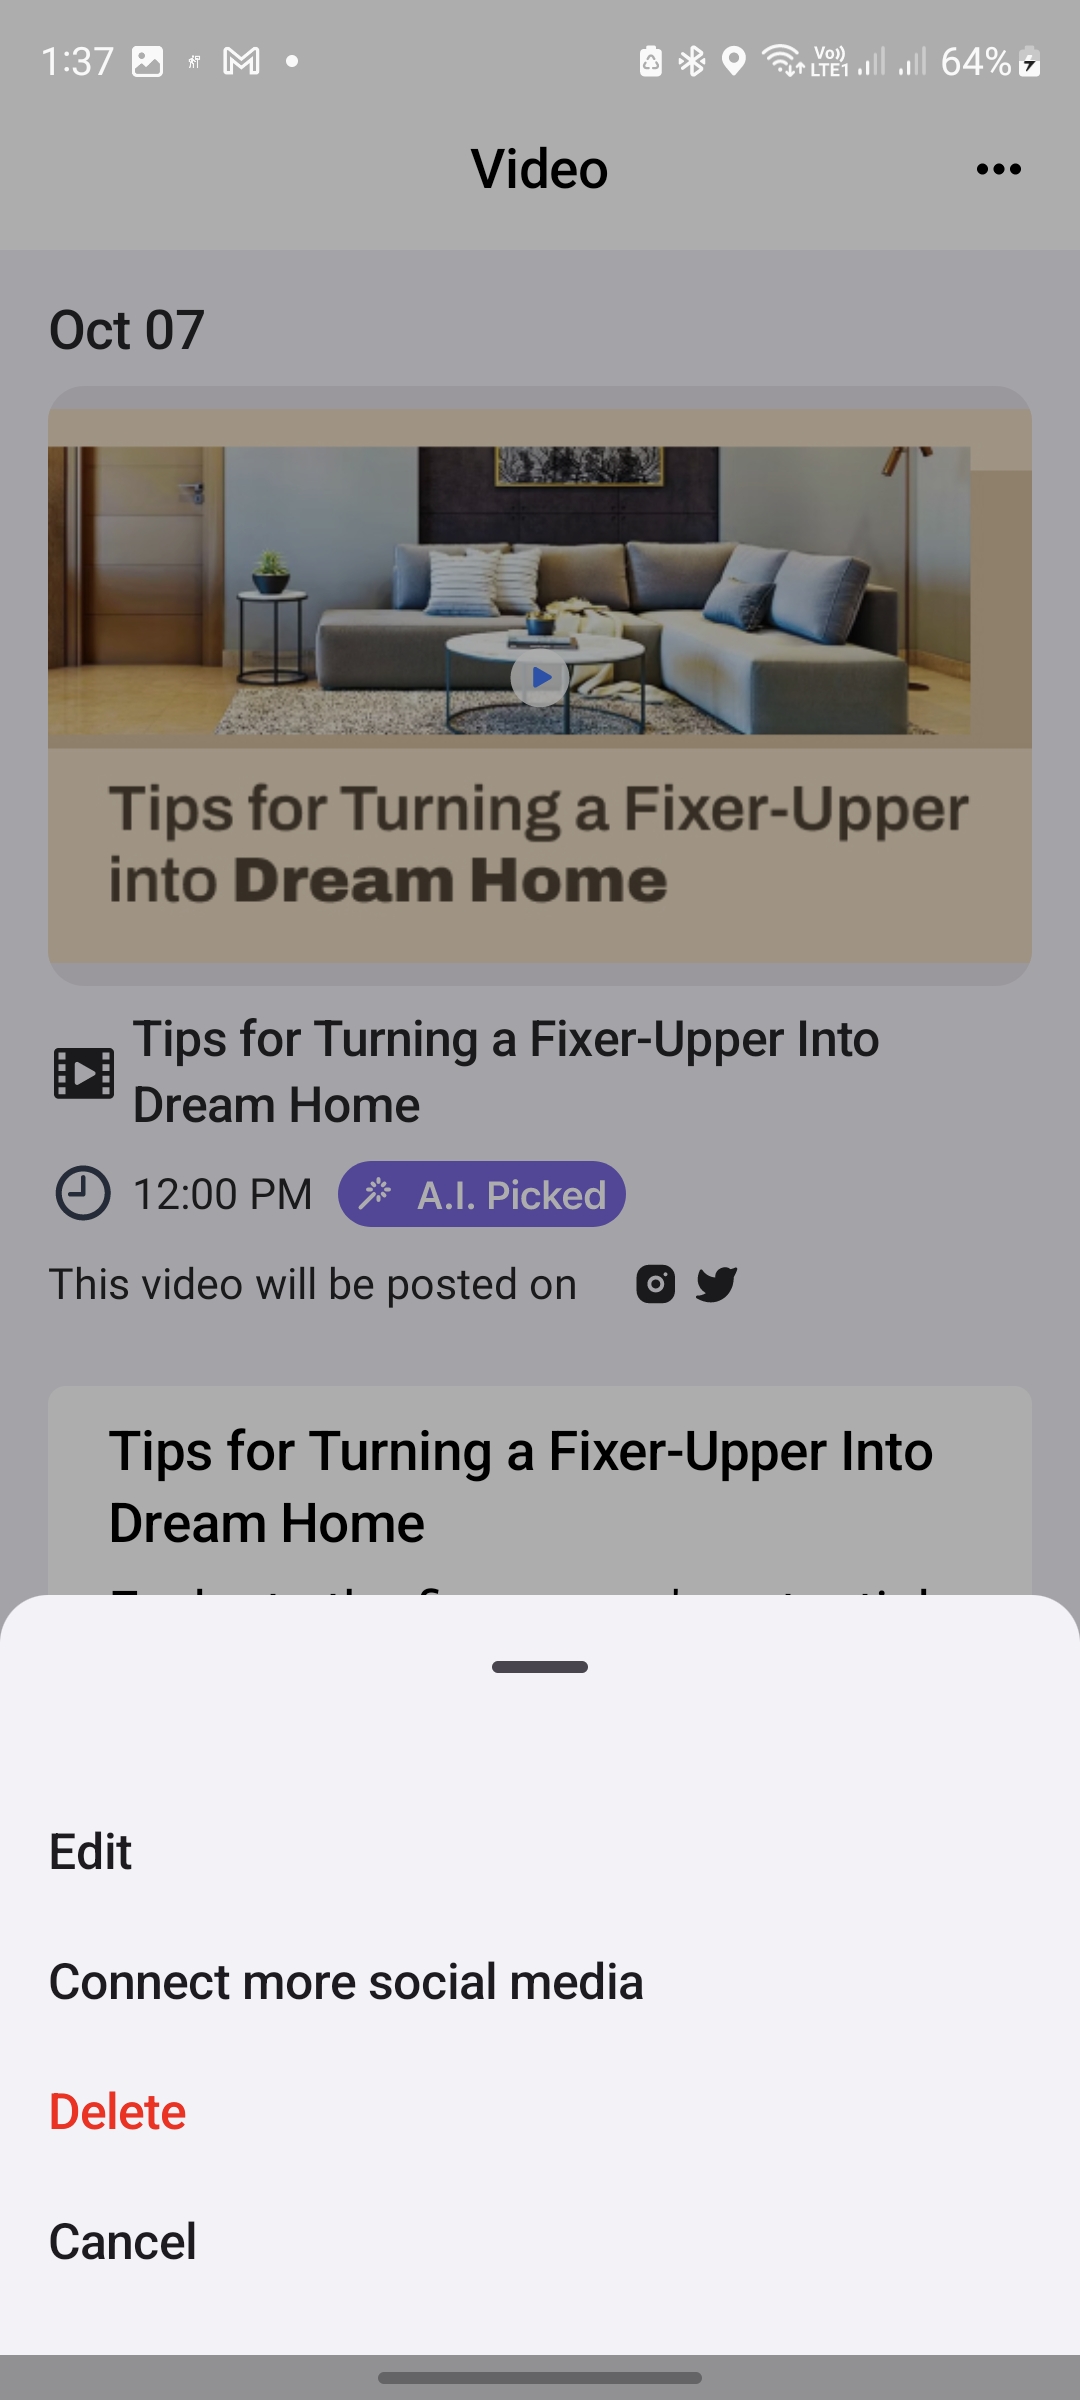 1:37
Vo))
LTE1
64%
Video
Oct 07
Tips for Turning a Fixer-Upper
into Dream Home
Tips for Turning a Fixer-Upper Into
Dream Home
12:00 PM
A.I. Picked
This video will be posted on
Tips for Turning a Fixer-Upper Into
Dream Home
Edit
Connect more social media
Delete
Cancel